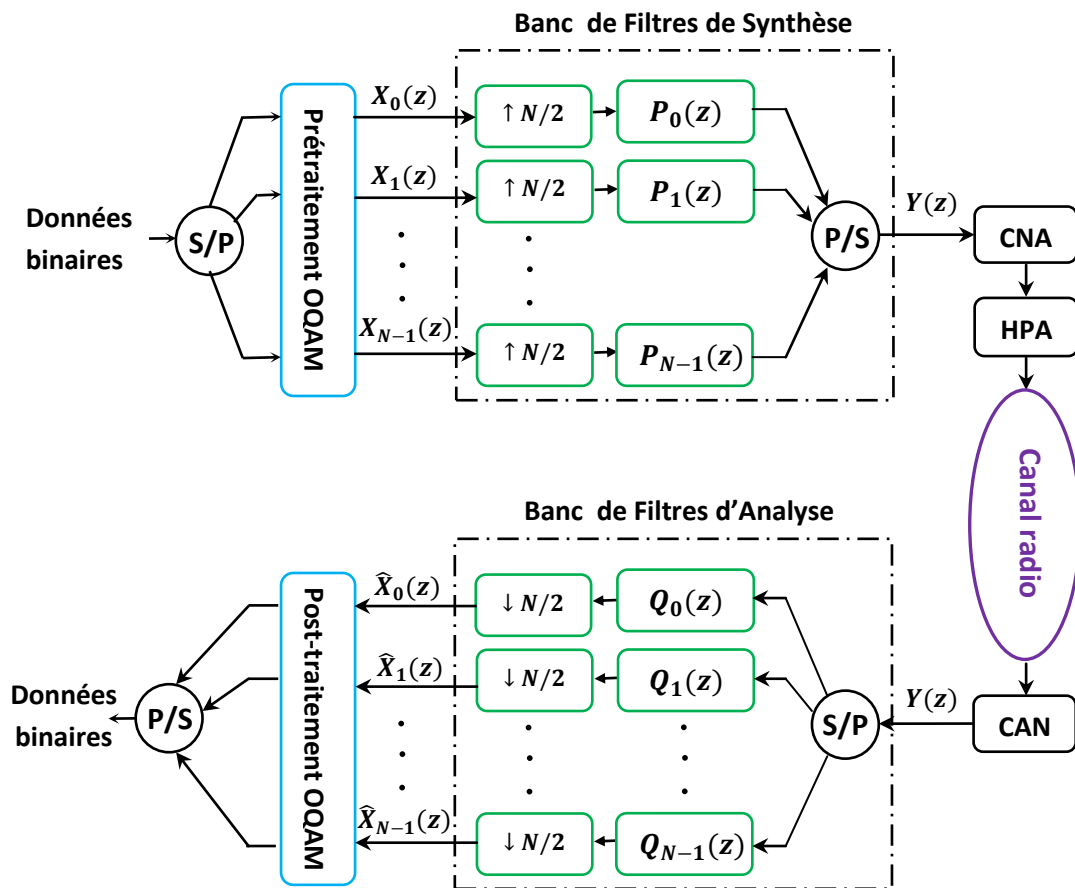 Banc de Filtres de Synthèse
Données
binaires
S/P
Prétraitement OQAM
X_0(z)
↑ N/2
P_0(z)
X_1(z)
↑ N/2
P_1(z)
X_{N-1}(z)
↑ N/2
P_{N-1}(z)
P/S
Y(z)
CNA
HPA
Canal radio
CAN
Y(z)
Banc de Filtres d'Analyse
S/P
Q_0(z)
↓ N/2
X̂_0(z)
Q_1(z)
↓ N/2
X̂_1(z)
Q_{N-1}(z)
↓ N/2
X̂_{N-1}(z)
Post-traitement OQAM
P/S
Données
binaires